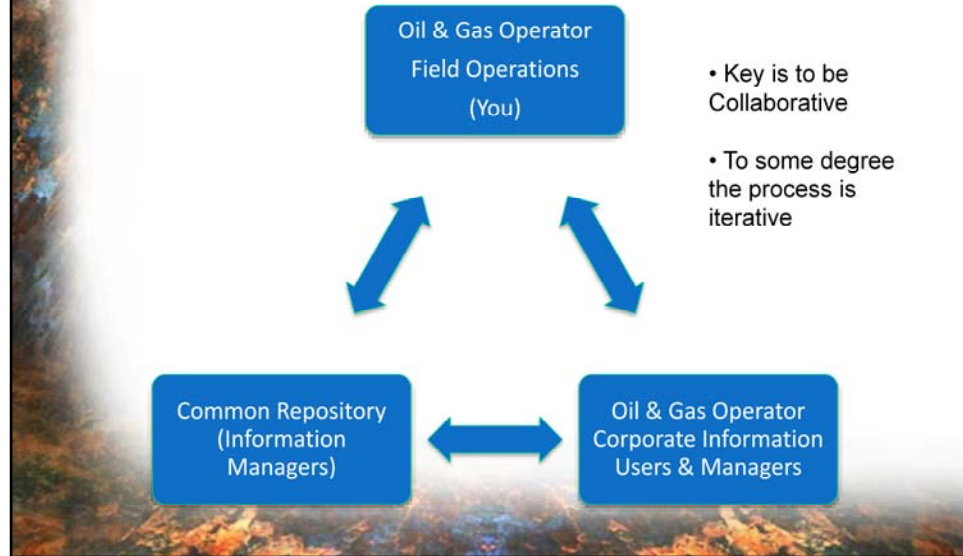 Oil & Gas Operator
Field Operations
(You)
• Key is to be
Collaborative
• To some degree
the process is
iterative
Common Repository
(Information
Managers)
Oil & Gas Operator
Corporate Information
Users & Managers